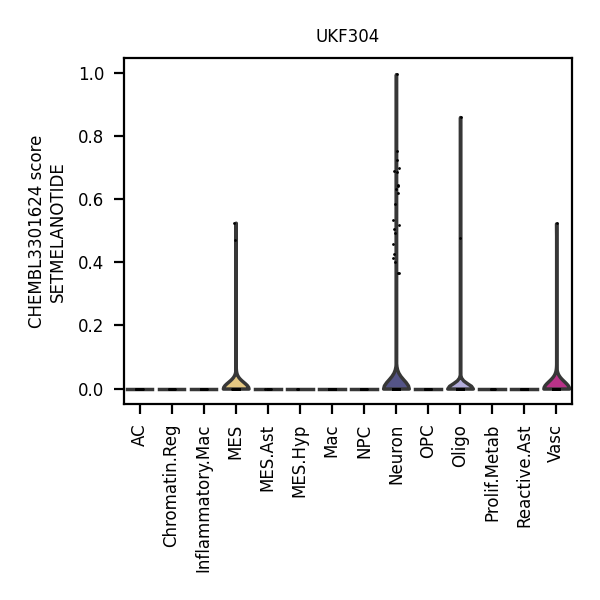 UKF304
CHEMBL3301624 score
SETMELANOTIDE
1.0
0.8
0.6
0.4
0.2
0.0
AC
Chromatin.Reg
Inflammatory.Mac
MES
MES.Ast
MES.Hyp
Mac
NPC
Neuron
OPC
Oligo
Prolif.Metab
Reactive.Ast
Vasc